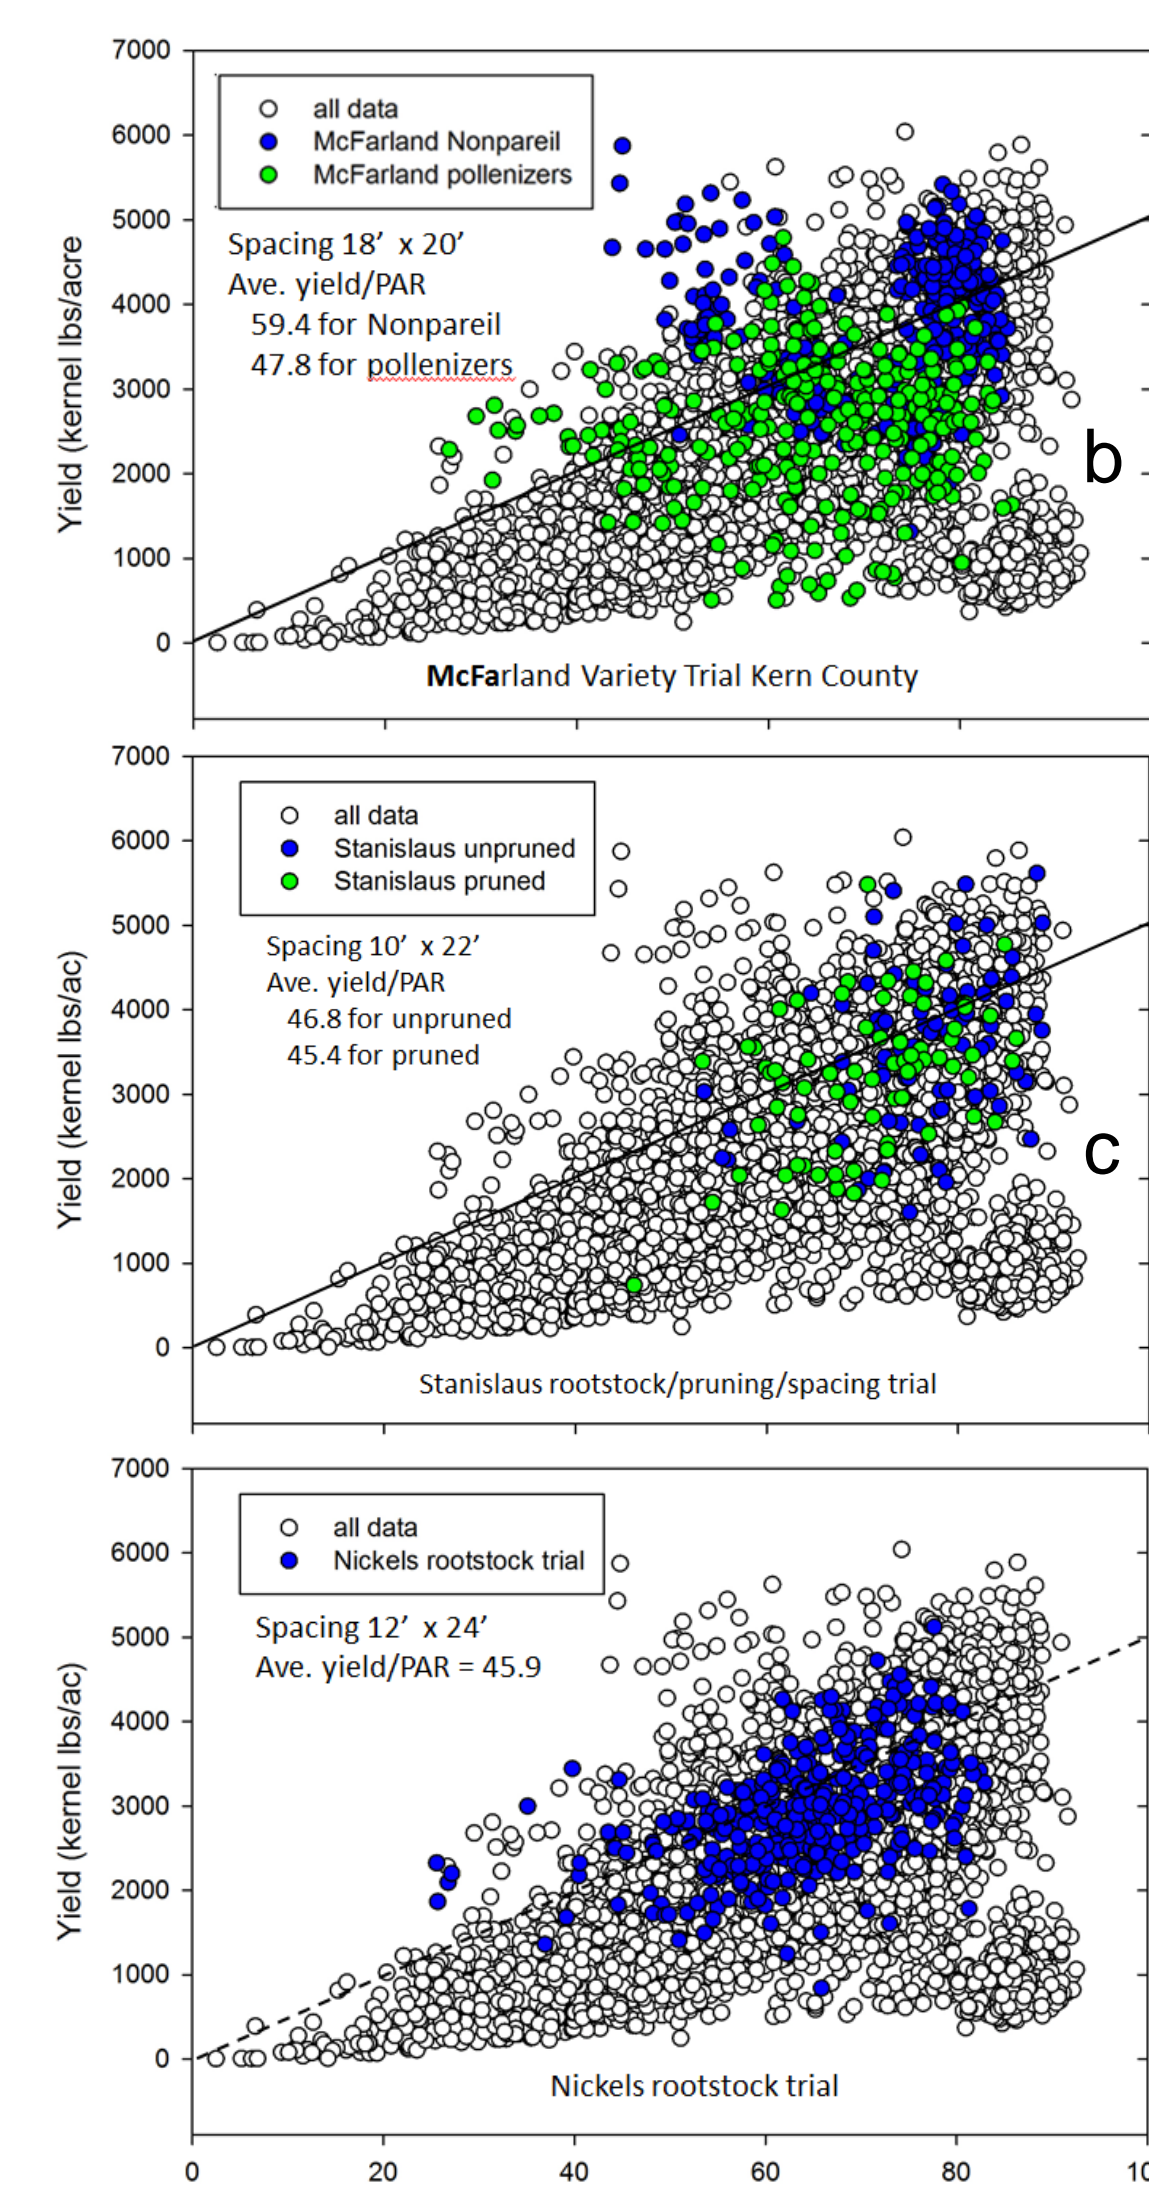 7000
6000
5000
4000
3000
2000
1000
0
Yield (kernel lbs/acre
all data
McFarland Nonpareil
McFarland pollenizers
Spacing 18’ x 20’
Ave. yield/PAR
59.4 for Nonpareil
47.8 for pollenizers
b
McFarland Variety Trial Kern County
7000
6000
5000
4000
3000
2000
1000
0
Yield (kernel lbs/ac)
all data
Stanislaus unpruned
Stanislaus pruned
Spacing 10’ x 22’
Ave. yield/PAR
46.8 for unpruned
45.4 for pruned
c
Stanislaus rootstock/pruning/spacing trial
7000
6000
5000
4000
3000
2000
1000
0
Yield (kernel lbs/ac)
all data
Nickels rootstock trial
Spacing 12’ x 24’
Ave. yield/PAR = 45.9
Nickels rootstock trial
0 20 40 60 80